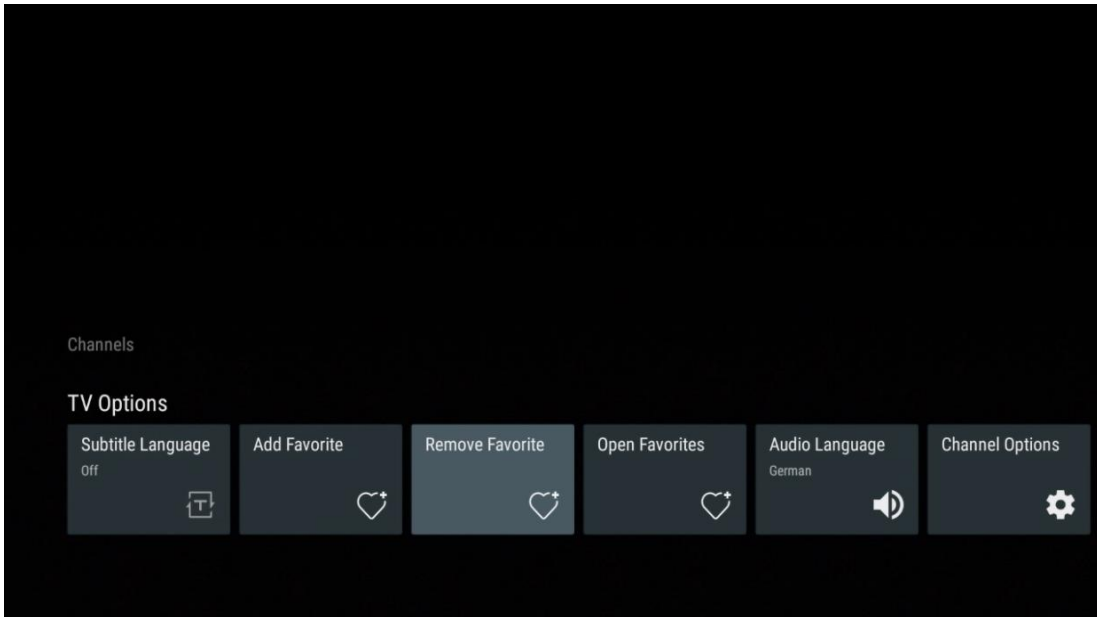 Channels
TV Options
Subtitle Language
Off
Add Favorite
Remove Favorite
Open Favorites
Audio Language
German
Channel Options